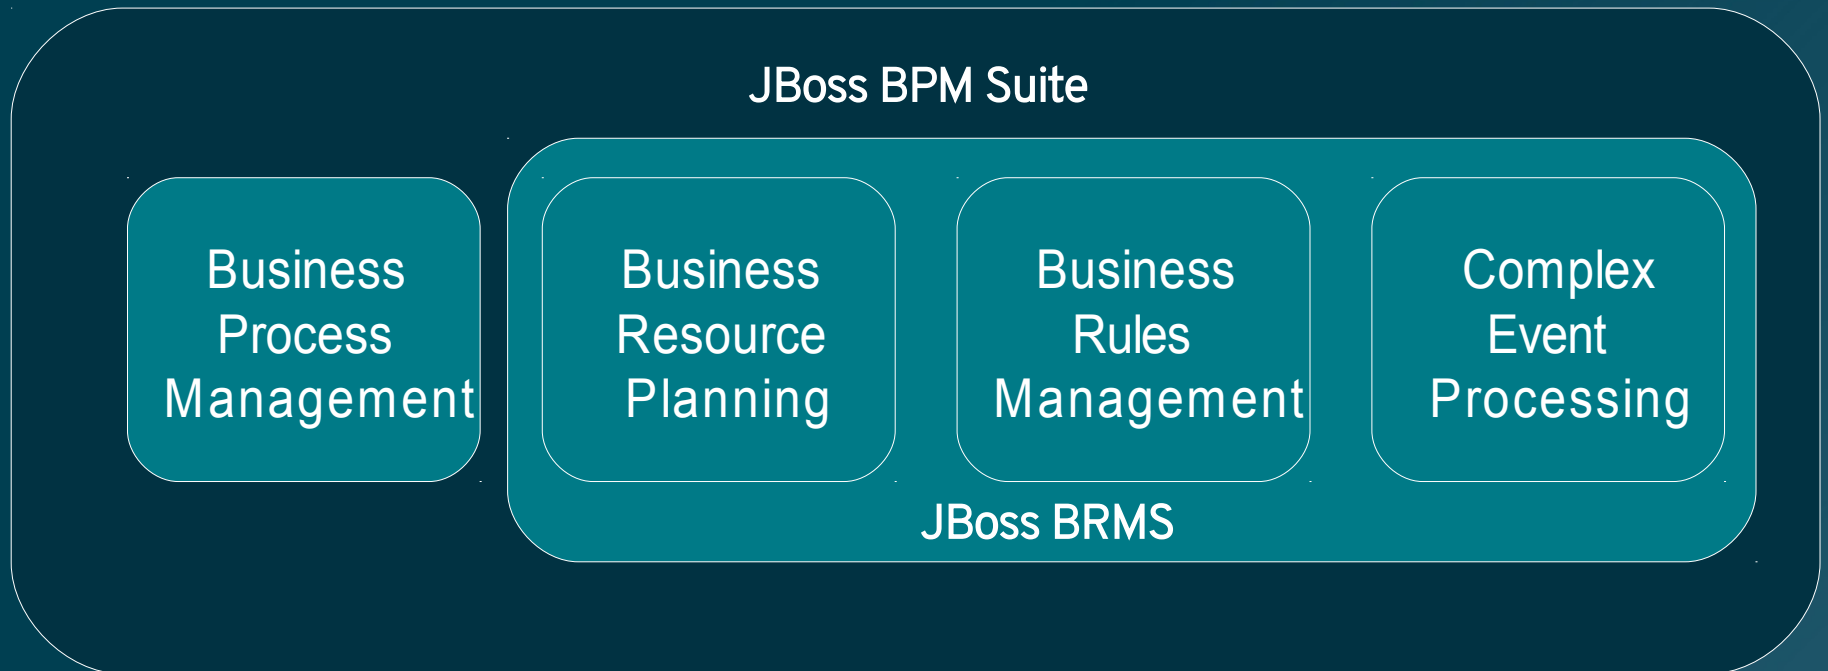 JBoss BPM Suite
Business
Process
Management
Business
Resource
Planning
Business
Rules
Management
Complex
Event
Processing
JBoss BRMS